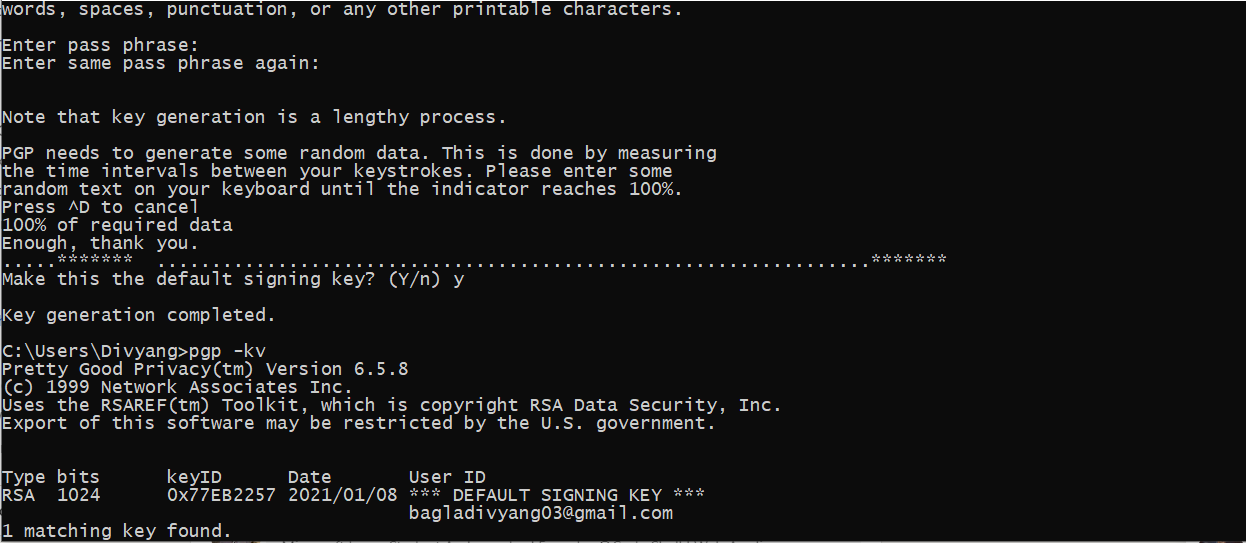 words, spaces, punctuation, or any other printable characters.
Enter pass phrase:
Enter same pass phrase again:
Note that key generation is a lengthy process.
PGP needs to generate some random data. This is done by measuring
the time intervals between your keystrokes. Please enter some
random text on your keyboard until the indicator reaches 100%.
Press ^D to cancel
100% of required data
Enough, thank you.
.....******* .................................................................*******
Make this the default signing key? (Y/n) y
Key generation completed.
C:\Users\Divyang>pgp -kv
Pretty Good Privacy(tm) Version 6.5.8
(c) 1999 Network Associates Inc.
Uses the RSAREF(tm) Toolkit, which is copyright RSA Data Security, Inc.
Export of this software may be restricted by the U.S. government.
Type bits keyID Date User ID
RSA 1024 0x77EB2257 2021/01/08 *** DEFAULT SIGNING KEY ***
bagladivyang03@gmail.com
1 matching key found.